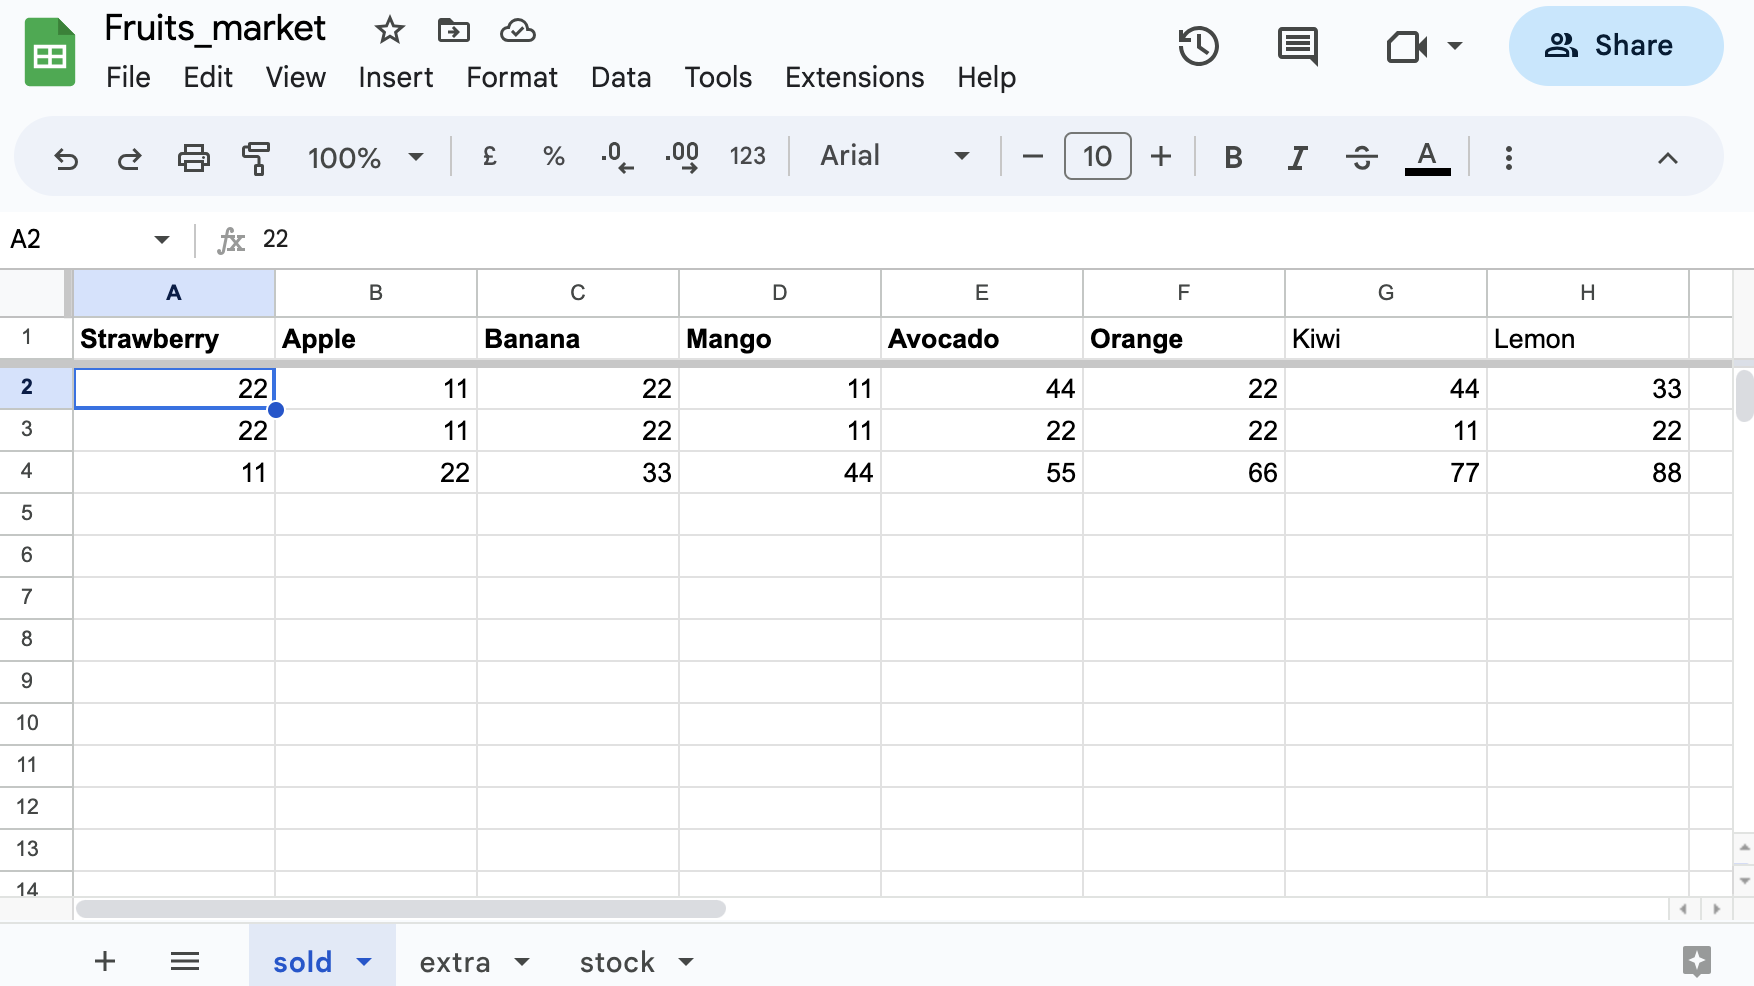 Fruits_market
File Edit View Insert Format Data Tools Extensions Help
Share
100% £ % .0 .00 123 Arial 10 B I S A
A2 fx 22
A B C D E F G H
1 Strawberry Apple Banana Mango Avocado Orange Kiwi Lemon
2 22 11 22 11 44 22 44 33
3 22 11 22 11 22 22 11 22
4 11 22 33 44 55 66 77 88
5
6
7
8
9
10
11
12
13
14
sold extra stock